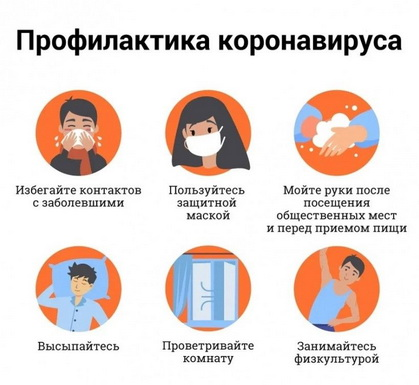 Профилактика коронавируса
Избегайте контактов
с заболевшими
Пользуйтесь
защитной
маской
Мойте руки после
посещения
общественных мест
и перед приемом пищи
Высыпайтесь
Проветривайте
комнату
Занимайтесь
физкультурой